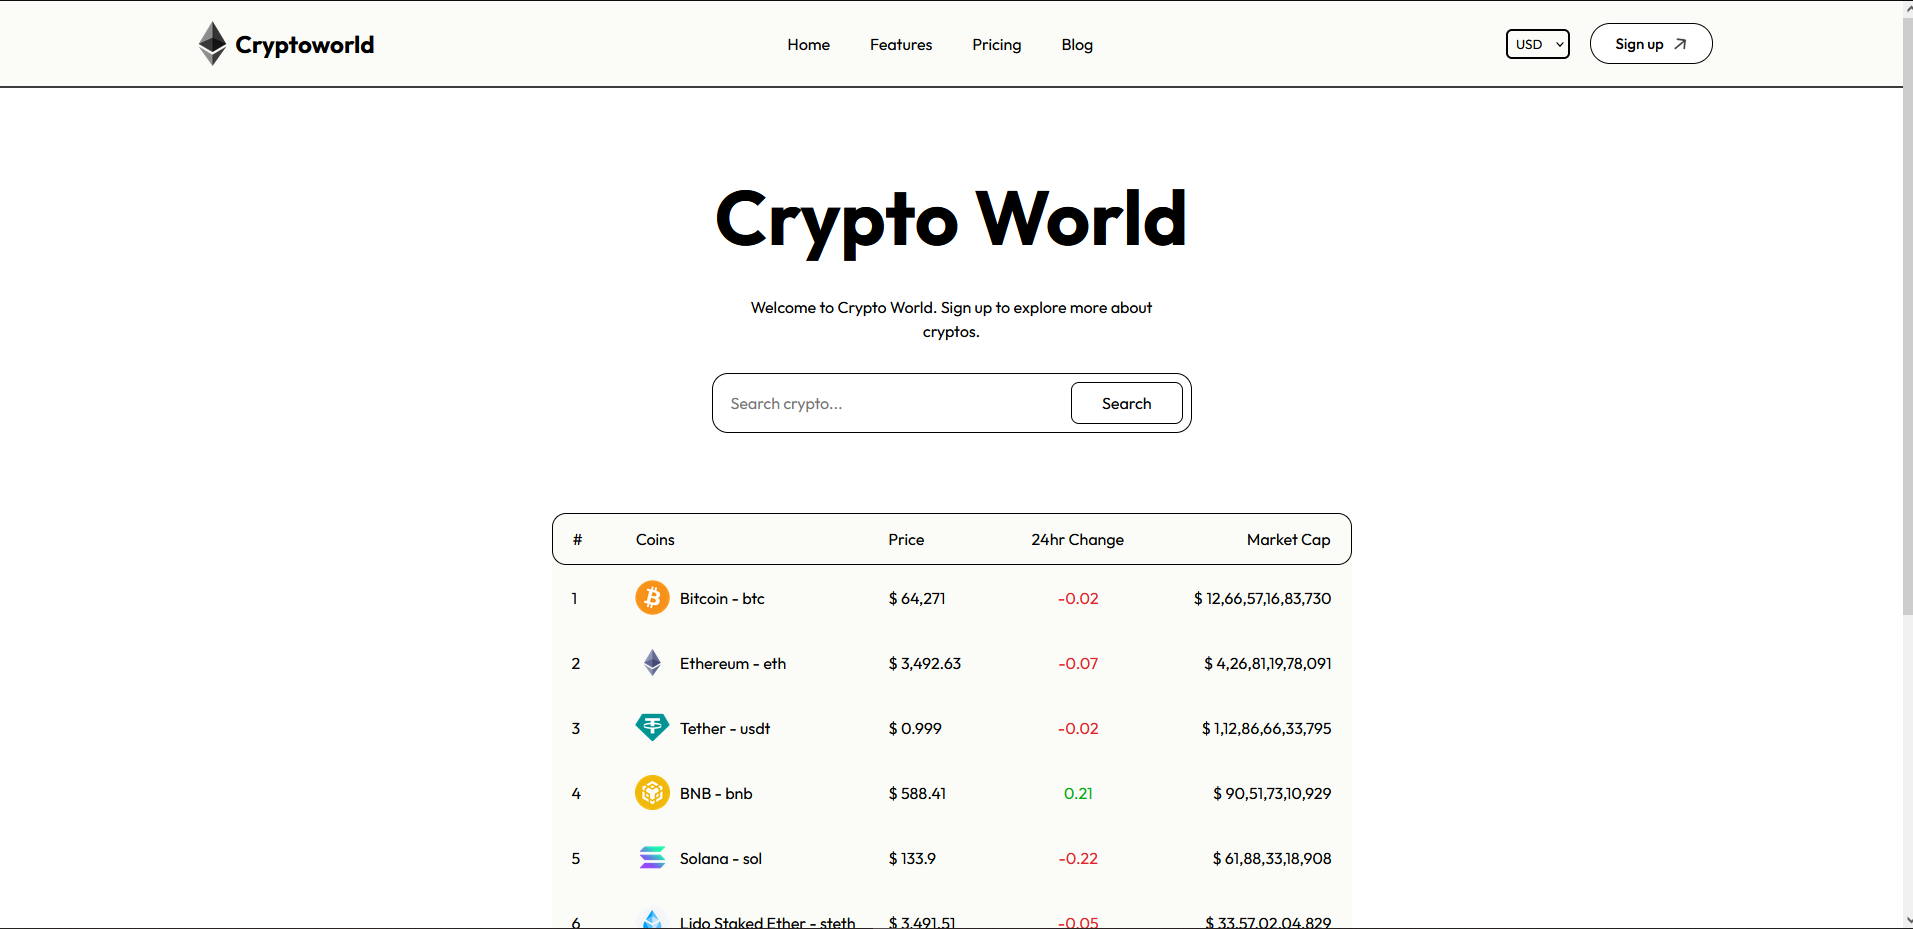 Cryptoworld Home Features Pricing Blog USD Sign up
Crypto World
Welcome to Crypto World. Sign up to explore more about
cryptos.
Search crypto... Search
# Coins Price 24hr Change Market Cap
1 Bitcoin - btc $ 64,271 -0.02 $ 12,66,57,16,83,730
2 Ethereum - eth $ 3,492.63 -0.07 $ 4,26,81,19,78,091
3 Tether - usdt $ 0.999 -0.02 $ 1,12,86,66,33,795
4 BNB - bnb $ 588.41 0.21 $ 90,51,73,10,929
5 Solana - sol $ 133.9 -0.22 $ 61,88,33,18,908
6 Lido Staked Ether - steth $ 3,491.51 -0.05 $ 33,57,02,04,829